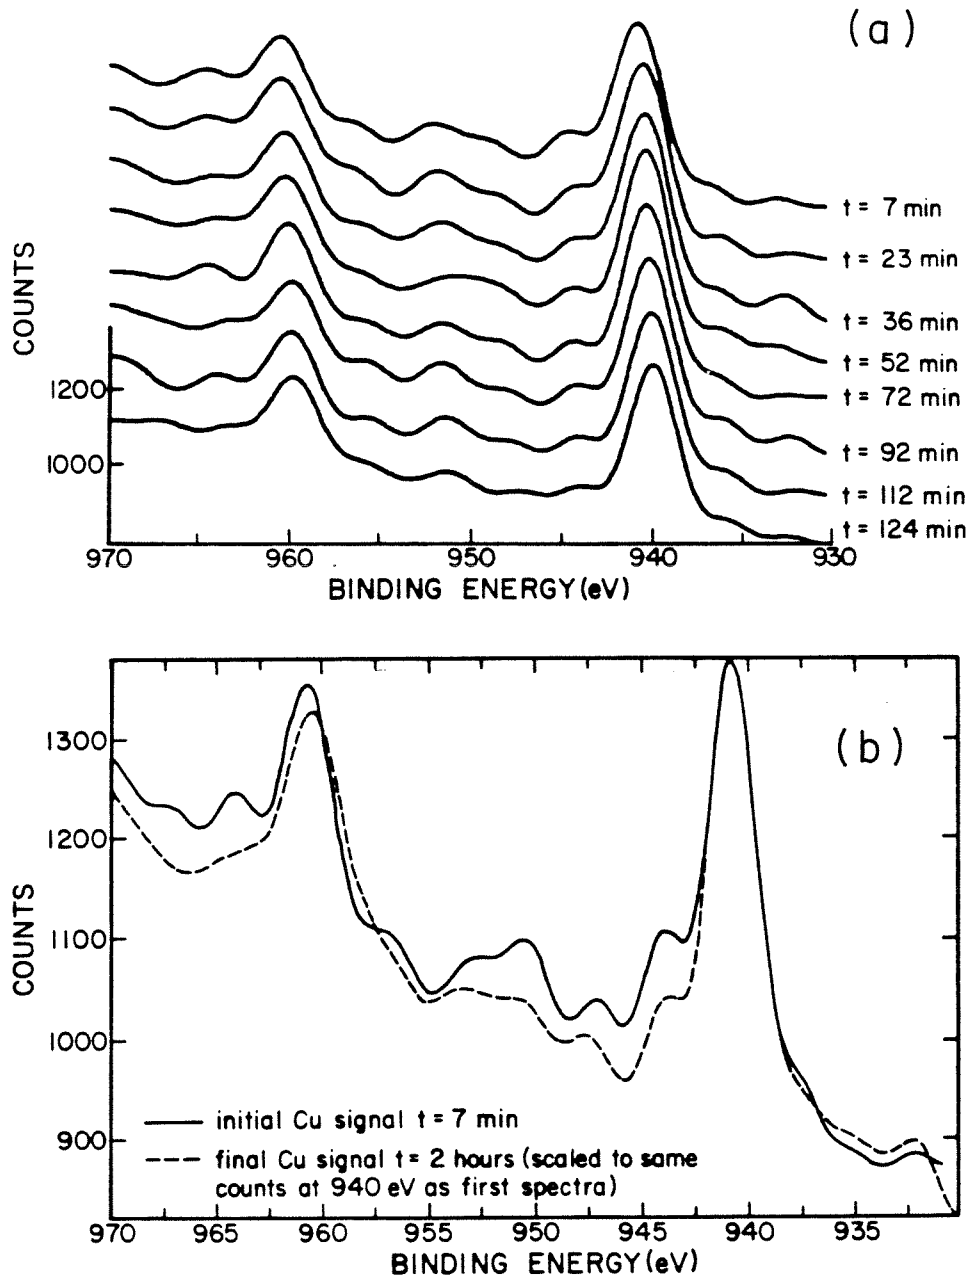 (a)
t = 7 min
t = 23 min
t = 36 min
t = 52 min
t = 72 min
t = 92 min
t = 112 min
t = 124 min
COUNTS
1200
1000
970 960 950 940 930
BINDING ENERGY (eV)
(b)
1300
1200
1100
1000
900
COUNTS
initial Cu signal t = 7 min
final Cu signal t = 2 hours (scaled to same
counts at 940 eV as first spectra)
970 965 960 955 950 945 940 935
BINDING ENERGY (eV)